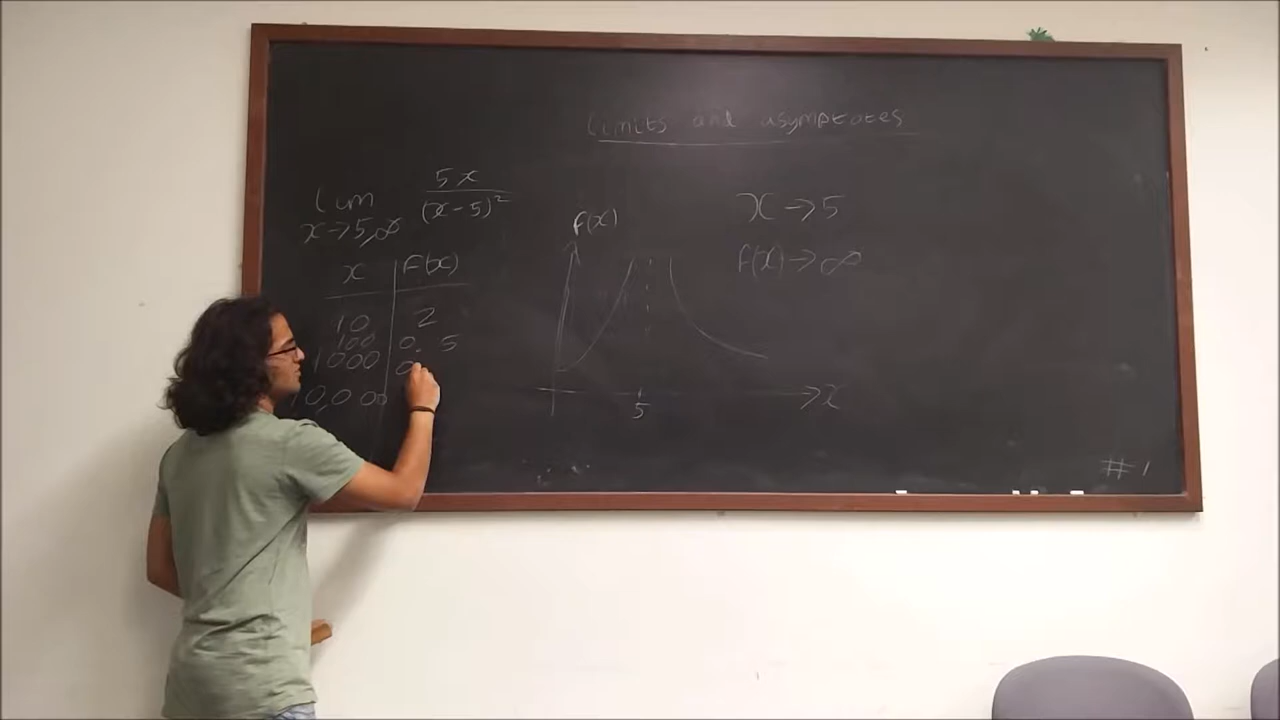 Limits and asymptotes
lim 5x
x→5,∞ (x-5)²
x F(x)
10 2
100 0.5
1000 0.
10,000
F(x)
5
→x
x→5
f(x)→∞
#1